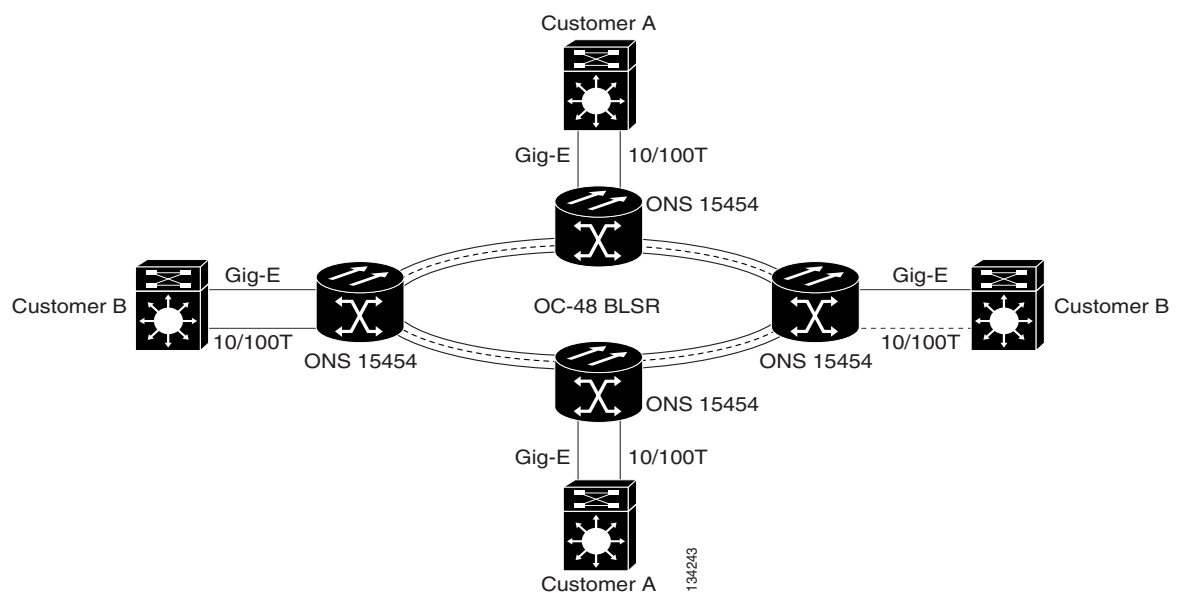 Customer A
Gig-E
10/100T
ONS 15454
Gig-E
Gig-E
Customer B
OC-48 BLSR
Customer B
10/100T
10/100T
ONS 15454
ONS 15454
ONS 15454
Gig-E
10/100T
Customer A
134243